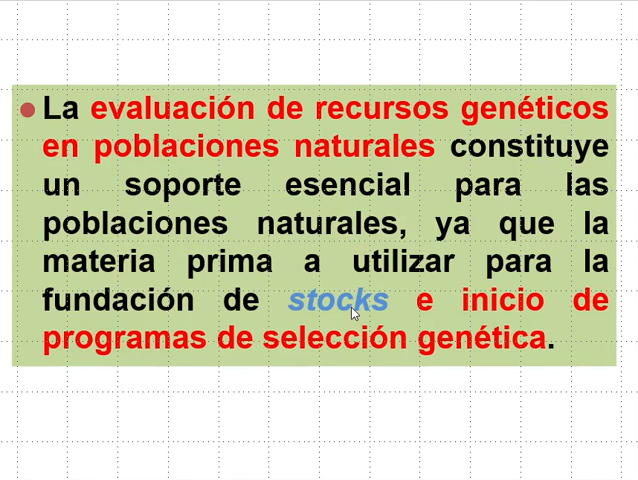 La evaluación de recursos genéticos
en poblaciones naturales constituye
un soporte esencial para las
poblaciones naturales, ya que la
materia prima a utilizar para la
fundación de stocks e inicio de
programas de selección genética.